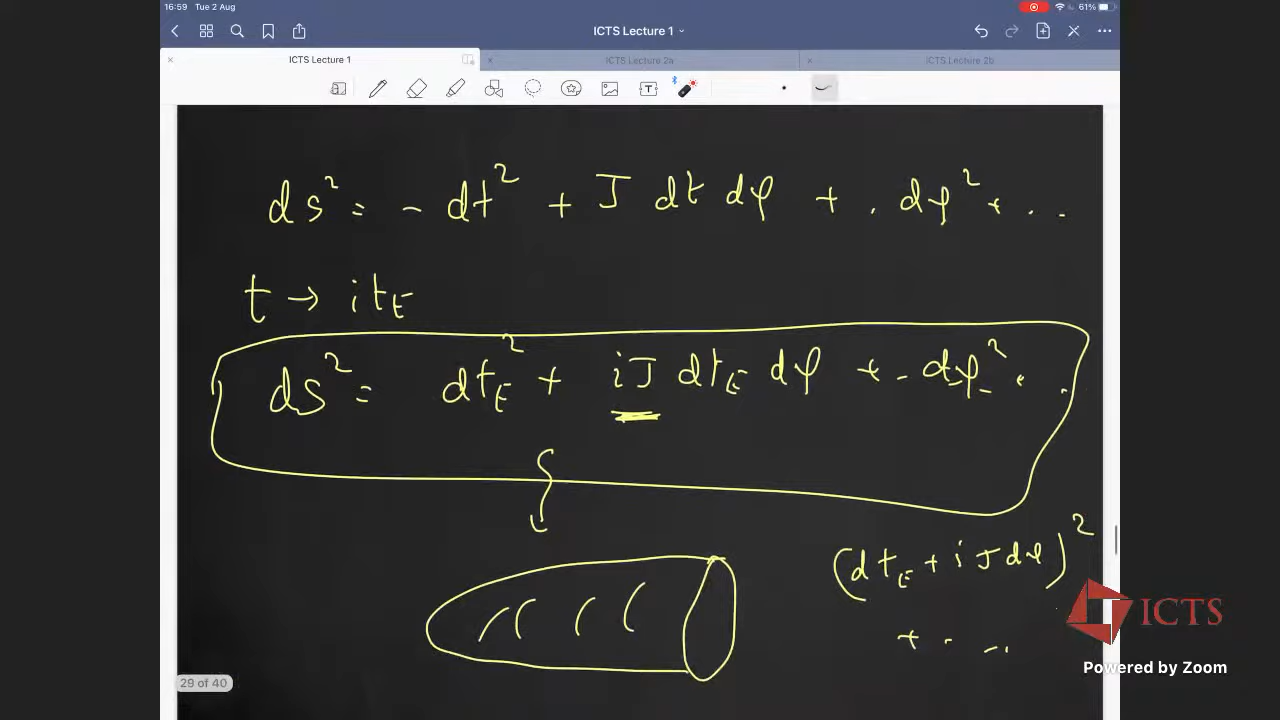 16:59 Tue 2 Aug
61%
ICTS Lecture 1
ICTS Lecture 1
ICTS Lecture 2a
ICTS Lecture 2b
ds² = - dt² + J dt dφ + . dφ² + ...
t → i t_E
ds² = dt_E² + iJ dt_E dφ + - dφ² . .
(dt_E + i J dφ)²
+ . ...
29 of 40
ICTS
Powered by Zoom